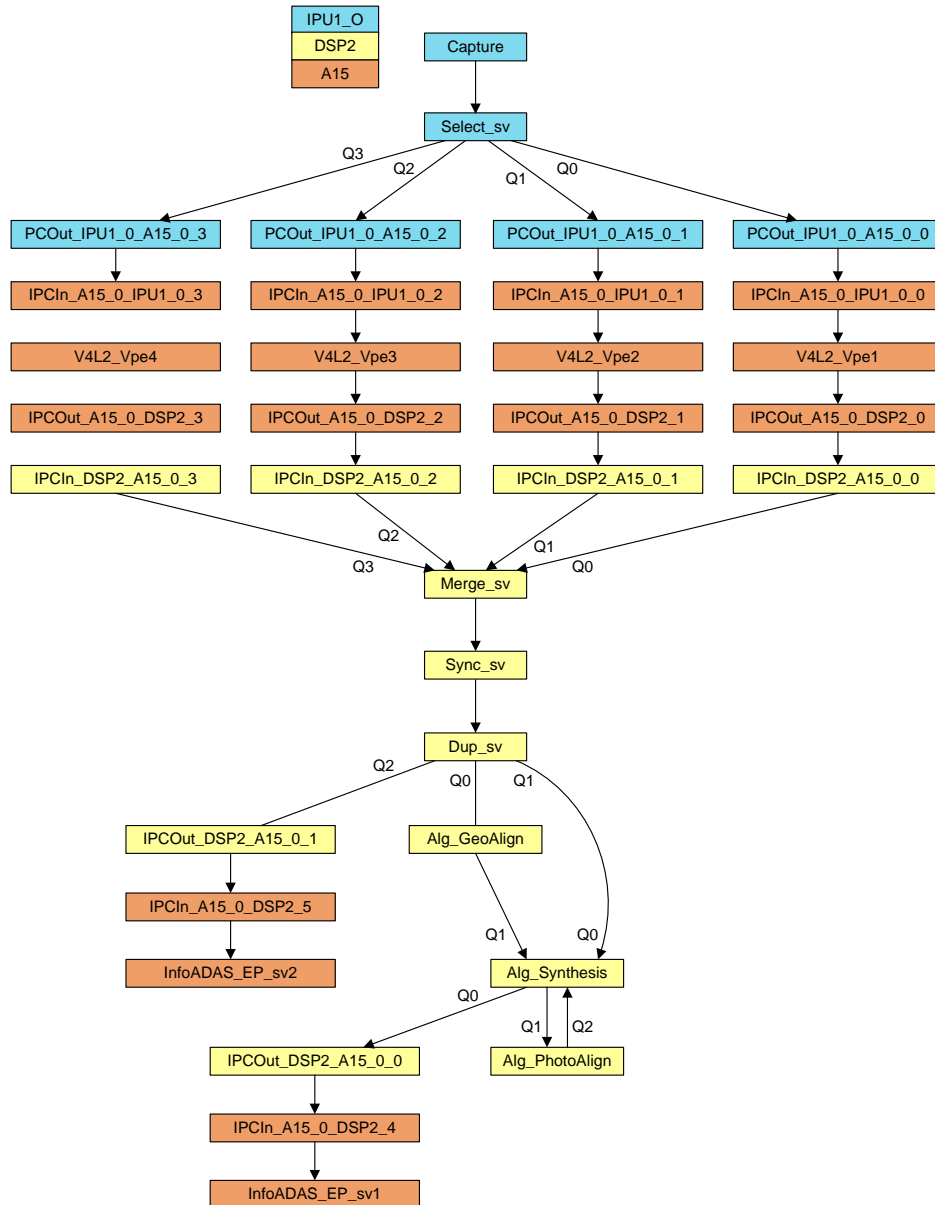 IPU1_O
DSP2
A15
Capture
Select_sv
Q3
Q2
Q1
Q0
PCOut_IPU1_0_A15_0_3
PCOut_IPU1_0_A15_0_2
PCOut_IPU1_0_A15_0_1
PCOut_IPU1_0_A15_0_0
IPCIn_A15_0_IPU1_0_3
IPCIn_A15_0_IPU1_0_2
IPCIn_A15_0_IPU1_0_1
IPCIn_A15_0_IPU1_0_0
V4L2_Vpe4
V4L2_Vpe3
V4L2_Vpe2
V4L2_Vpe1
IPCOut_A15_0_DSP2_3
IPCOut_A15_0_DSP2_2
IPCOut_A15_0_DSP2_1
IPCOut_A15_0_DSP2_0
IPCIn_DSP2_A15_0_3
IPCIn_DSP2_A15_0_2
IPCIn_DSP2_A15_0_1
IPCIn_DSP2_A15_0_0
Q3
Q2
Q1
Q0
Merge_sv
Sync_sv
Dup_sv
Q2
Q0
Q1
IPCOut_DSP2_A15_0_1
Alg_GeoAlign
IPCIn_A15_0_DSP2_5
Q1
Q0
InfoADAS_EP_sv2
Alg_Synthesis
Q0
Q1
Q2
IPCOut_DSP2_A15_0_0
Alg_PhotoAlign
IPCIn_A15_0_DSP2_4
InfoADAS_EP_sv1